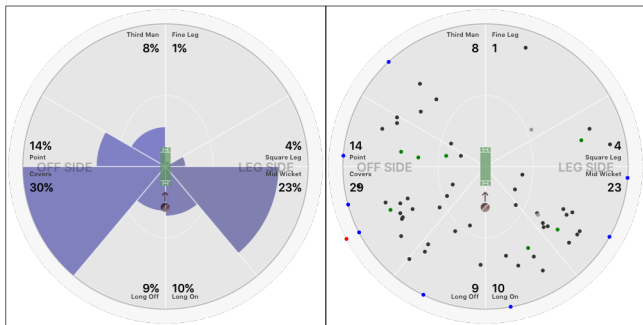 Third Man
8%
Fine Leg
1%
14%
Point
OFF SIDE
Covers
30%
4%
Square Leg
LEG SIDE
Mid Wicket
23%
9%
Long Off
10%
Long On
Third Man
8
Fine Leg
1
14
Point
OFF SIDE
Covers
29
4
Square Leg
LEG SIDE
Mid Wicket
23
9
Long Off
10
Long On